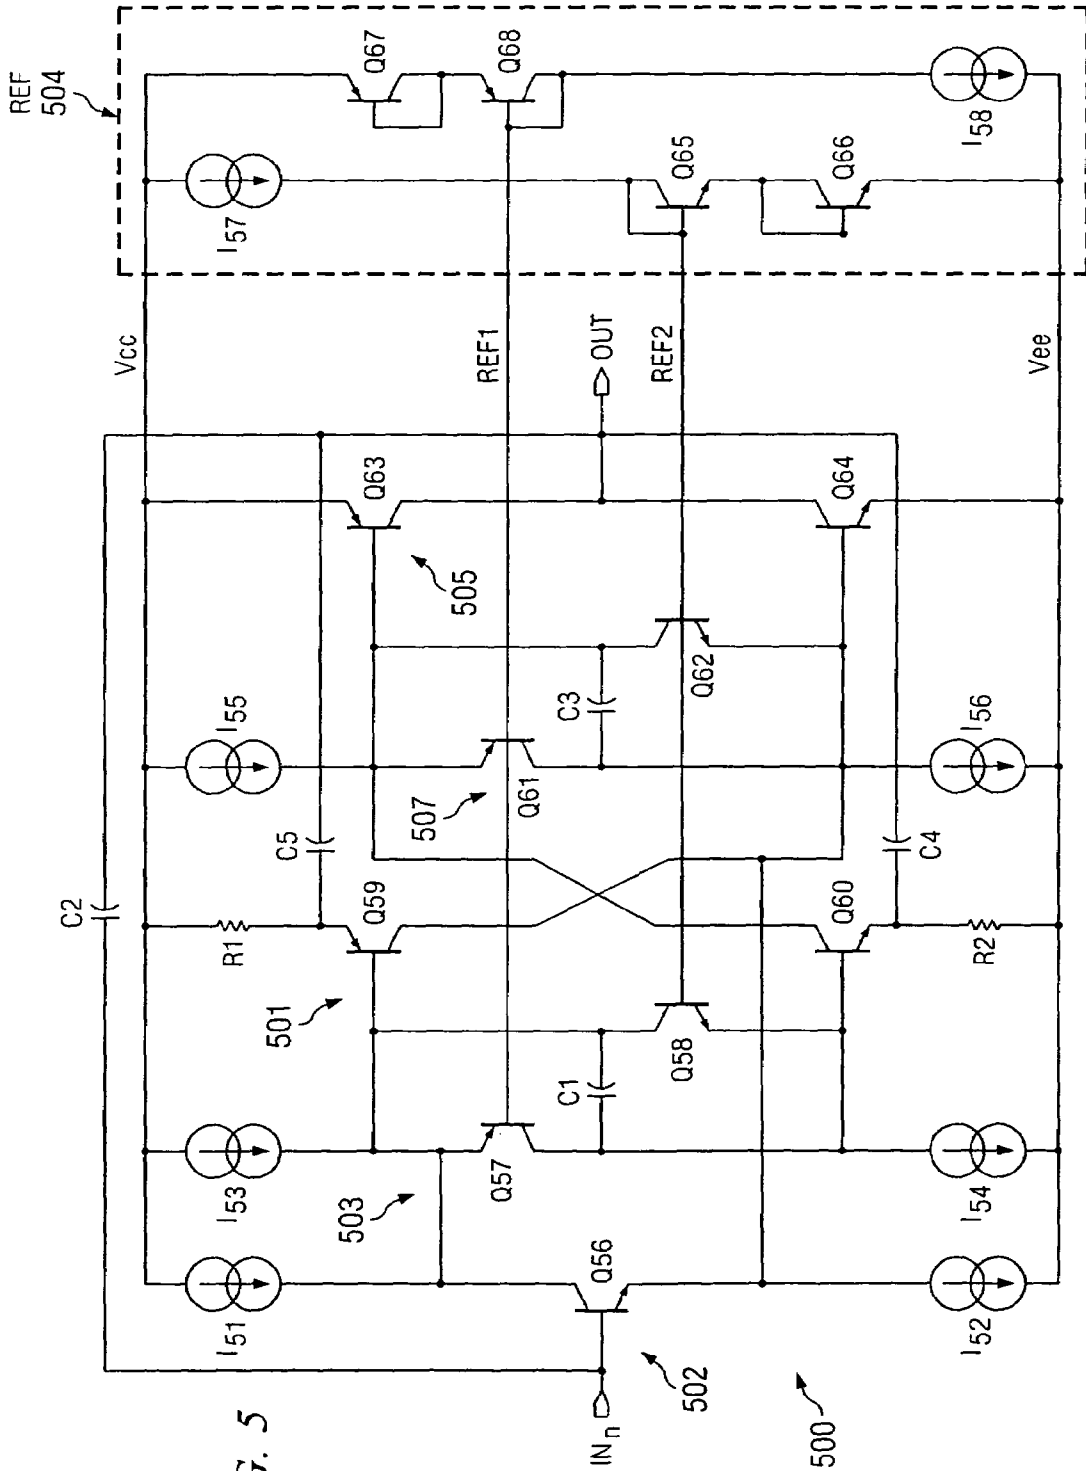 REF
504
Q67
Q68
I58
I57
Q65
Q66
Vcc
REF1
OUT
REF2
Vee
C2
Q63
Q64
505
I55
C5
507
Q61
C3
Q62
I56
C4
R1
Q59
Q60
R2
501
Q58
C1
I53
503
Q57
I54
I51
Q56
I52
502
INn
500
G. 5